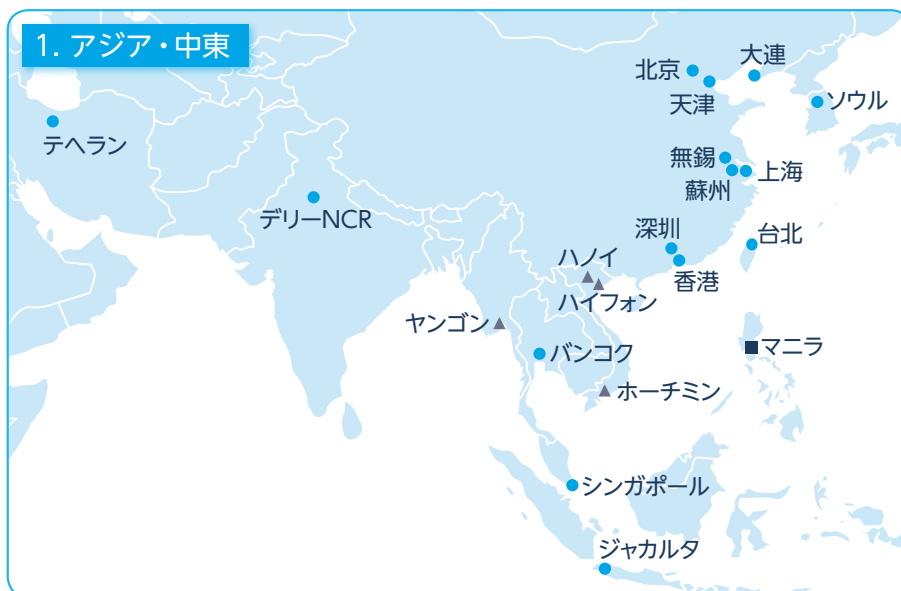 1. アジア・中東
大連
北京
天津
ソウル
テヘラン
無錫
上海
蘇州
デリーNCR
深圳
台北
ハノイ
香港
ハイフォン
ヤンゴン
マニラ
バンコク
ホーチミン
シンガポール
ジャカルタ